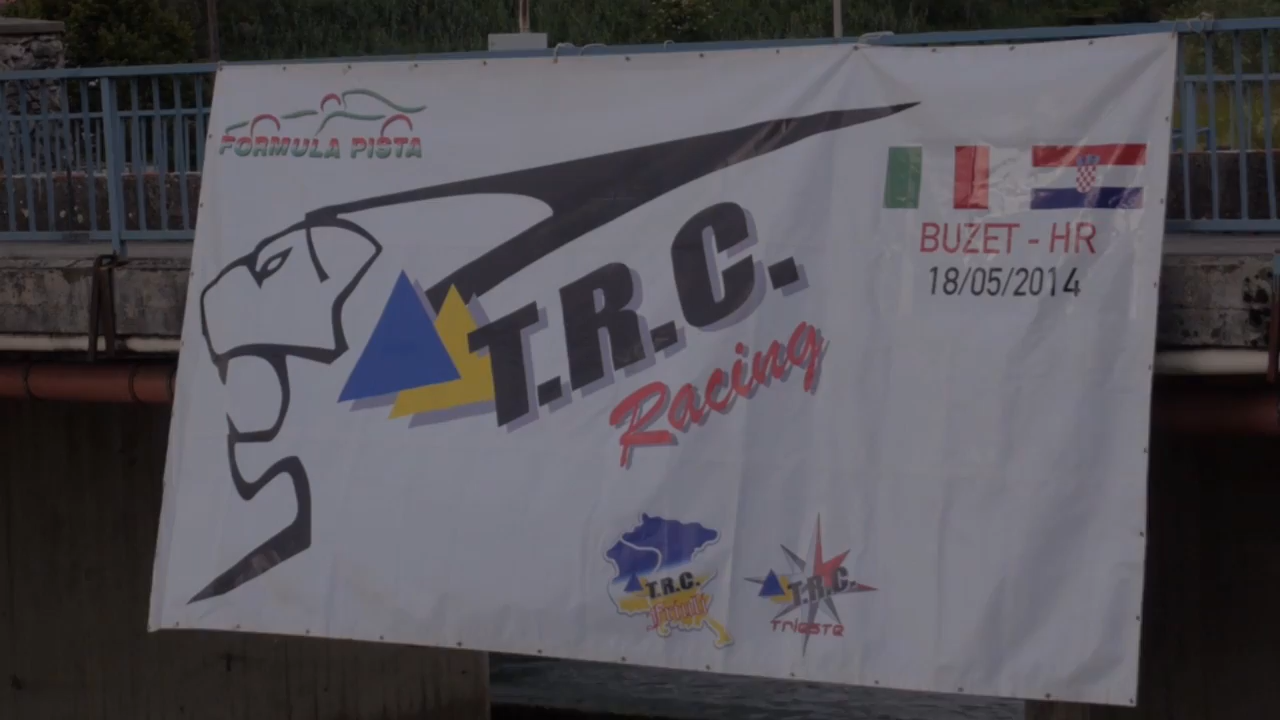 FORMULA PISTA
BUZET - HR
18/05/2014
T.R.C.
Racing
T.R.C.
T.R.C.
Trieste